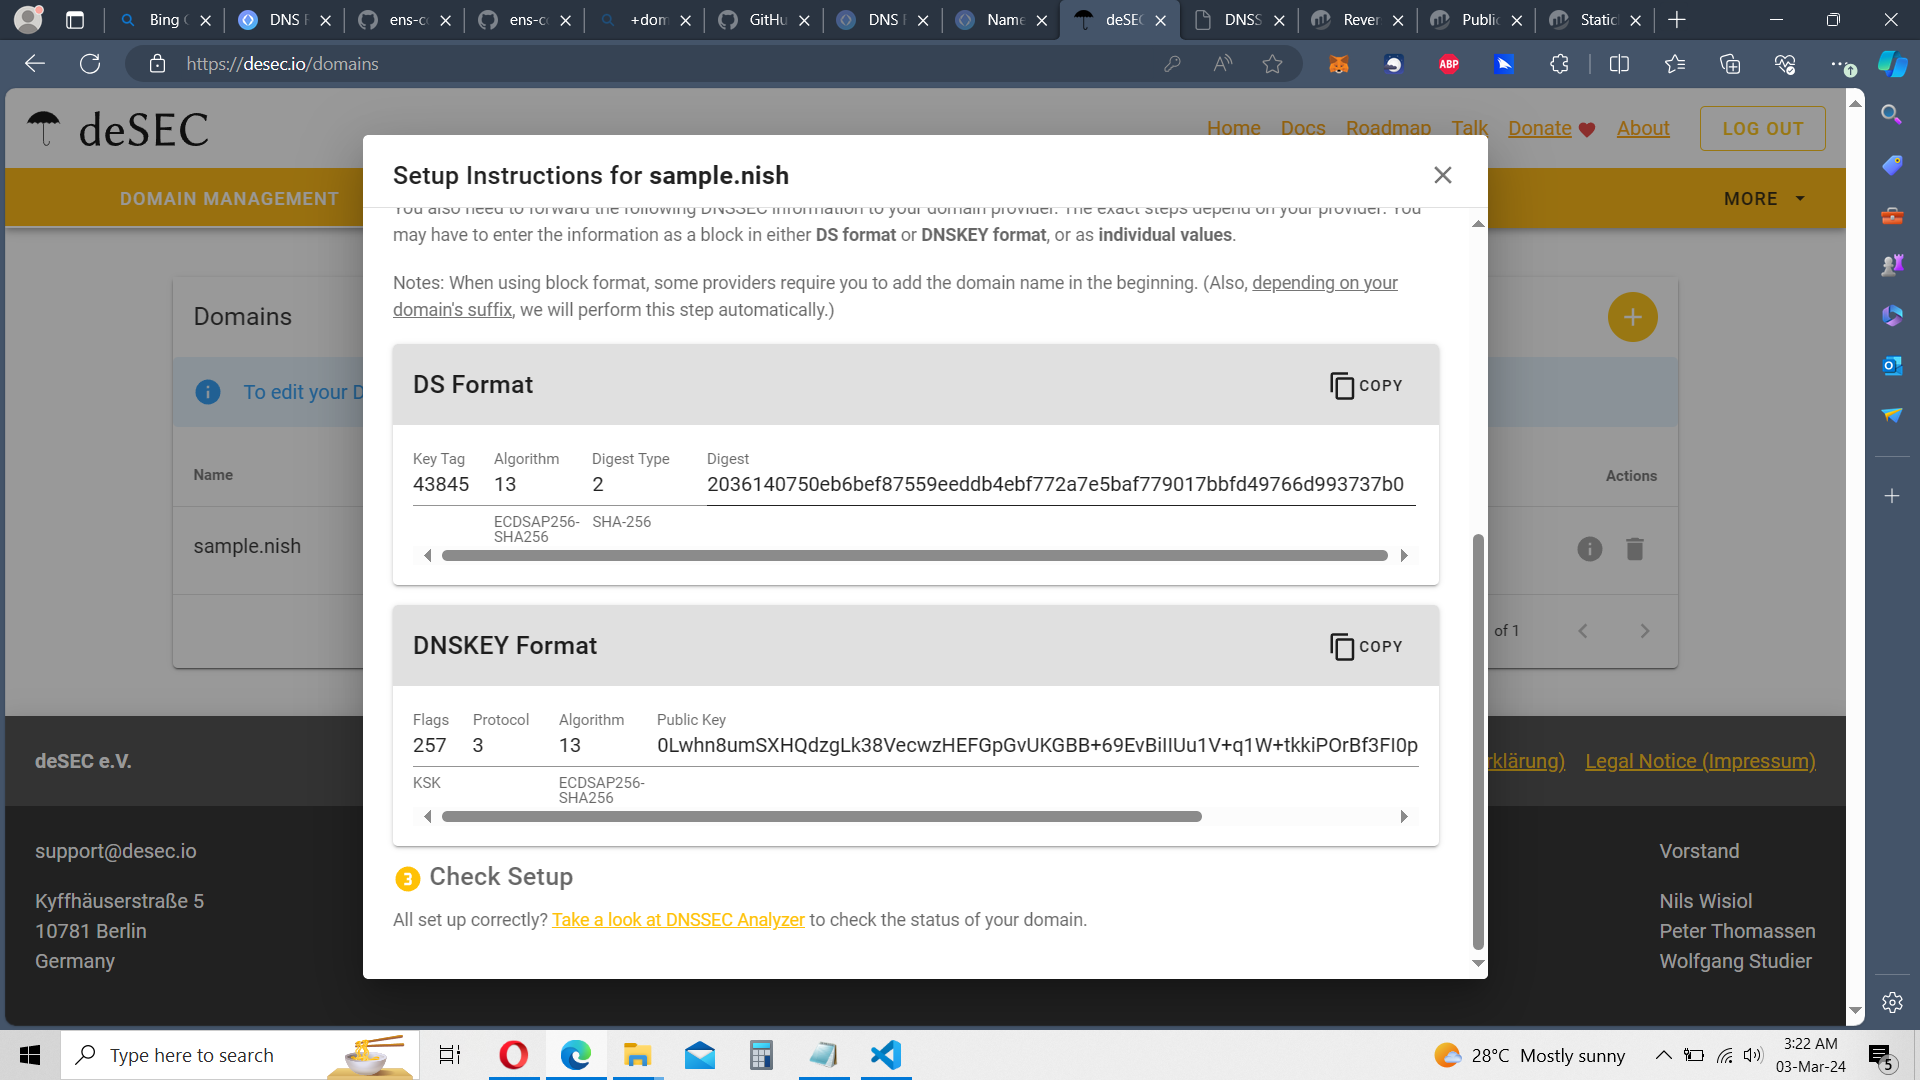 Bing
DNS
ens-c
ens-c
+dom
GitHu
DNS
Name
deSEC
DNSS
Rever
Public
Static
https://desec.io/domains
ABP
deSEC
Home
Docs
Roadmap
Talk
Donate
About
LOG OUT
DOMAIN MANAGEMENT
MORE
Setup Instructions for sample.nish
You also need to forward the following DNSSEC information to your domain provider. The exact steps depend on your provider. You
may have to enter the information as a block in either DS format or DNSKEY format, or as individual values.
Notes: When using block format, some providers require you to add the domain name in the beginning. (Also, depending on your
domain's suffix, we will perform this step automatically.)
Domains
To edit your D
Name
Actions
sample.nish
of 1
DS Format
COPY
Key Tag Algorithm Digest Type Digest
43845 13 2 2036140750eb6bef87559eeddb4ebf772a7e5baf779017bbfd49766d993737b0
ECDSAP256- SHA-256
SHA256
DNSKEY Format
COPY
Flags Protocol Algorithm Public Key
257 3 13 0Lwhn8umSXHQdzgLk38VecwzHEFGpGvUKGBB+69EvBiIIUu1V+q1W+tkkiPOrBf3FI0p
KSK ECDSAP256-
SHA256
3 Check Setup
All set up correctly? Take a look at DNSSEC Analyzer to check the status of your domain.
deSEC e.V.
rklärung)
Legal Notice (Impressum)
support@desec.io
Kyffhäuserstraße 5
10781 Berlin
Germany
Vorstand
Nils Wisiol
Peter Thomassen
Wolfgang Studier
Type here to search
28°C Mostly sunny
3:22 AM
03-Mar-24
5